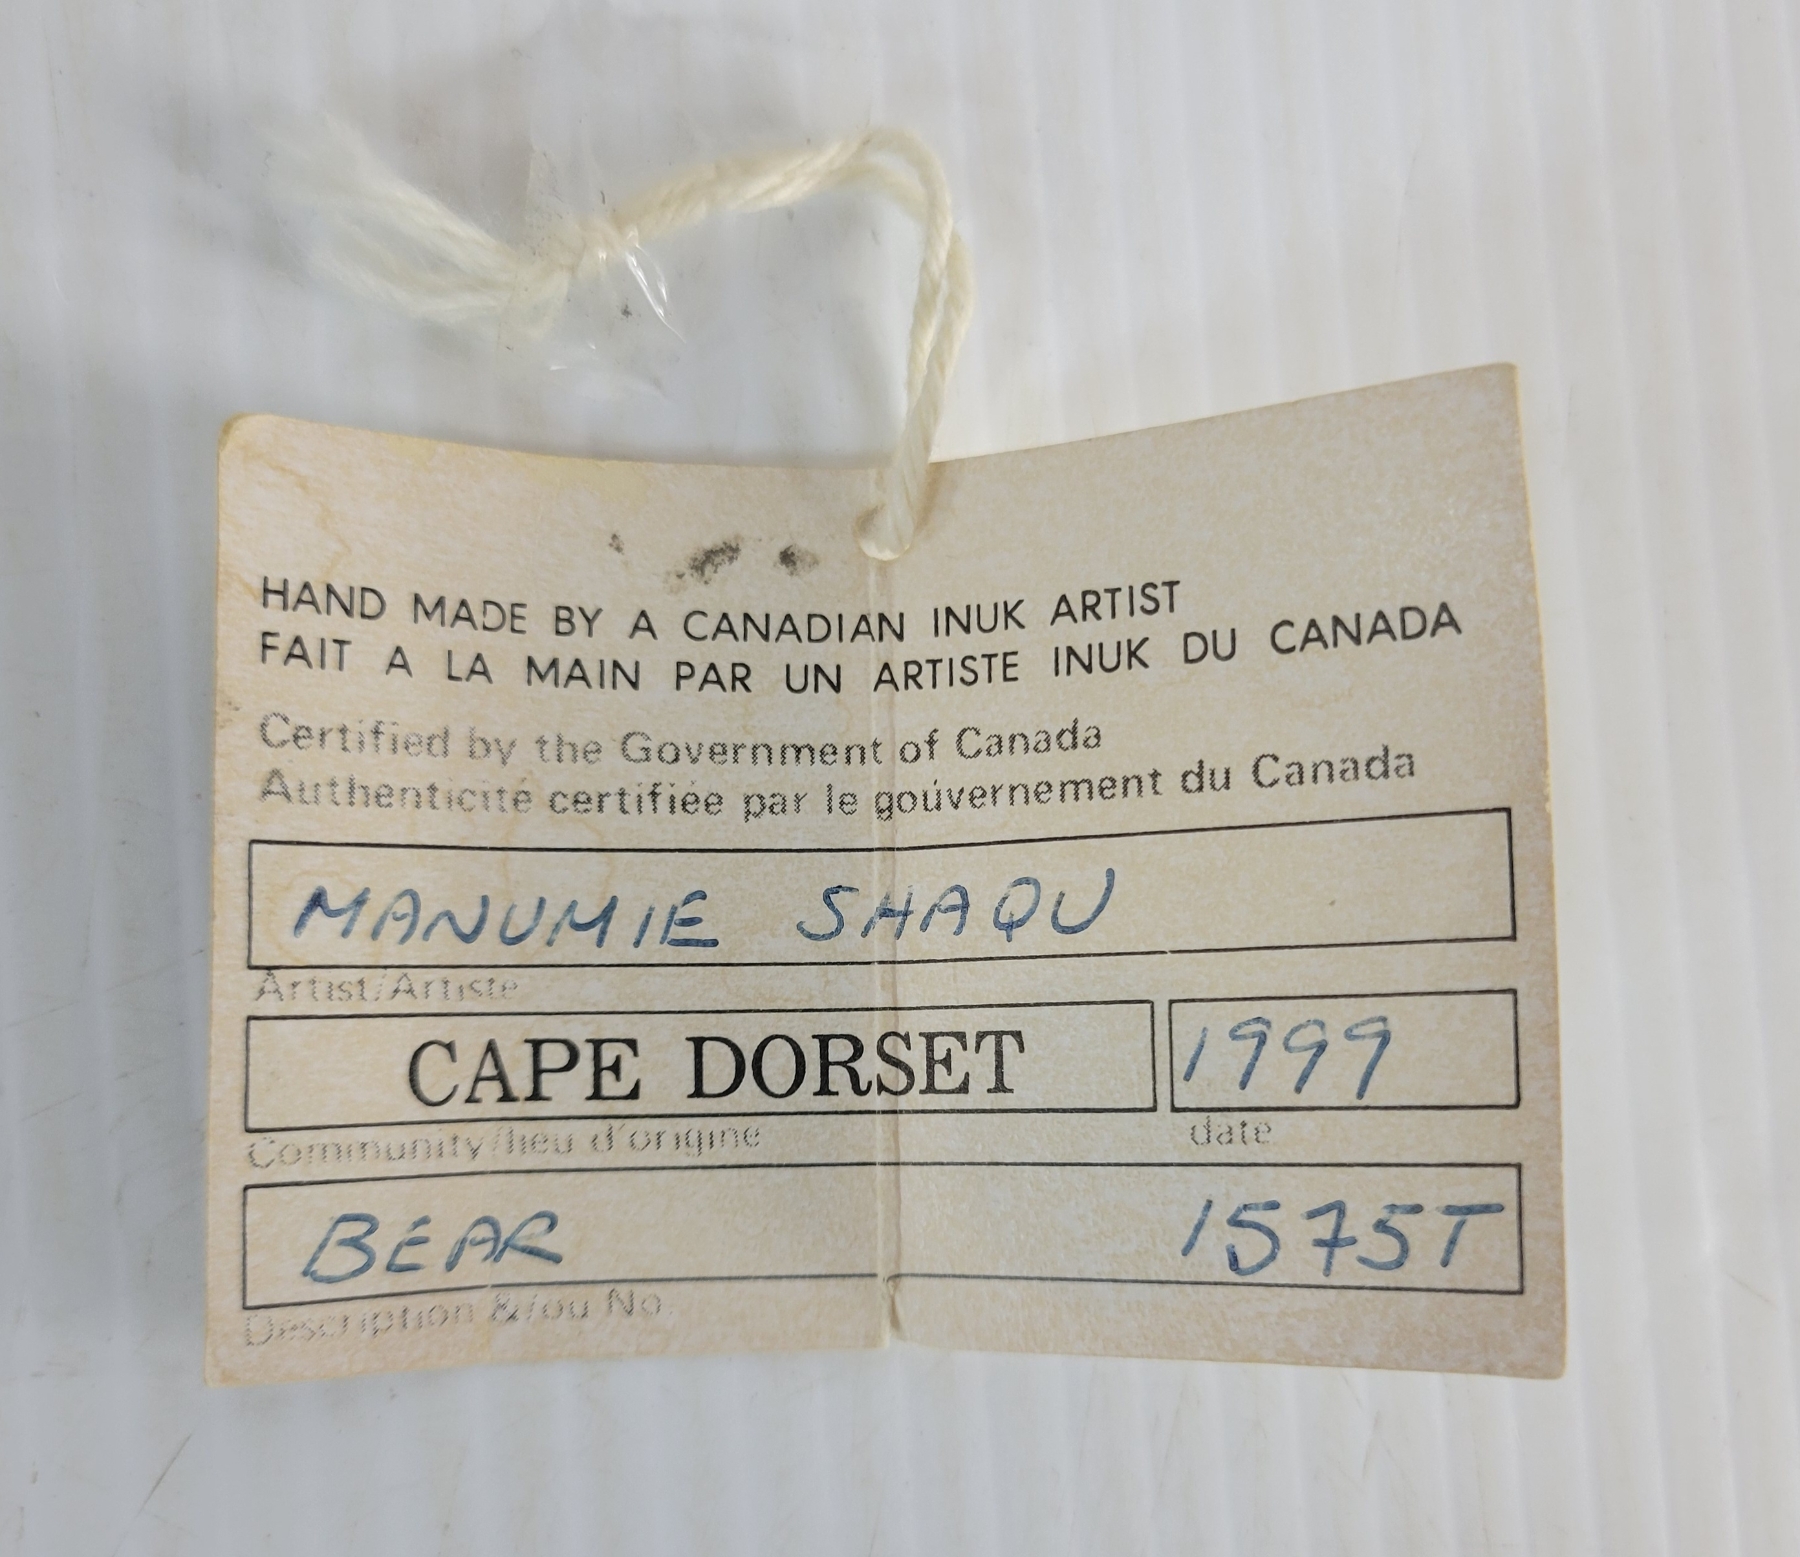 HAND MADE BY A CANADIAN INUK ARTIST
FAIT A LA MAIN PAR UN ARTISTE INUK DU CANADA
Certified by the Government of Canada
Authenticité certifiée par le gouvernement du Canada
MANUMIE SHAQU
Artist/Artiste
CAPE DORSET 1999
Community/lieu d'origine date
BEAR 1575T
Description &/ou No.